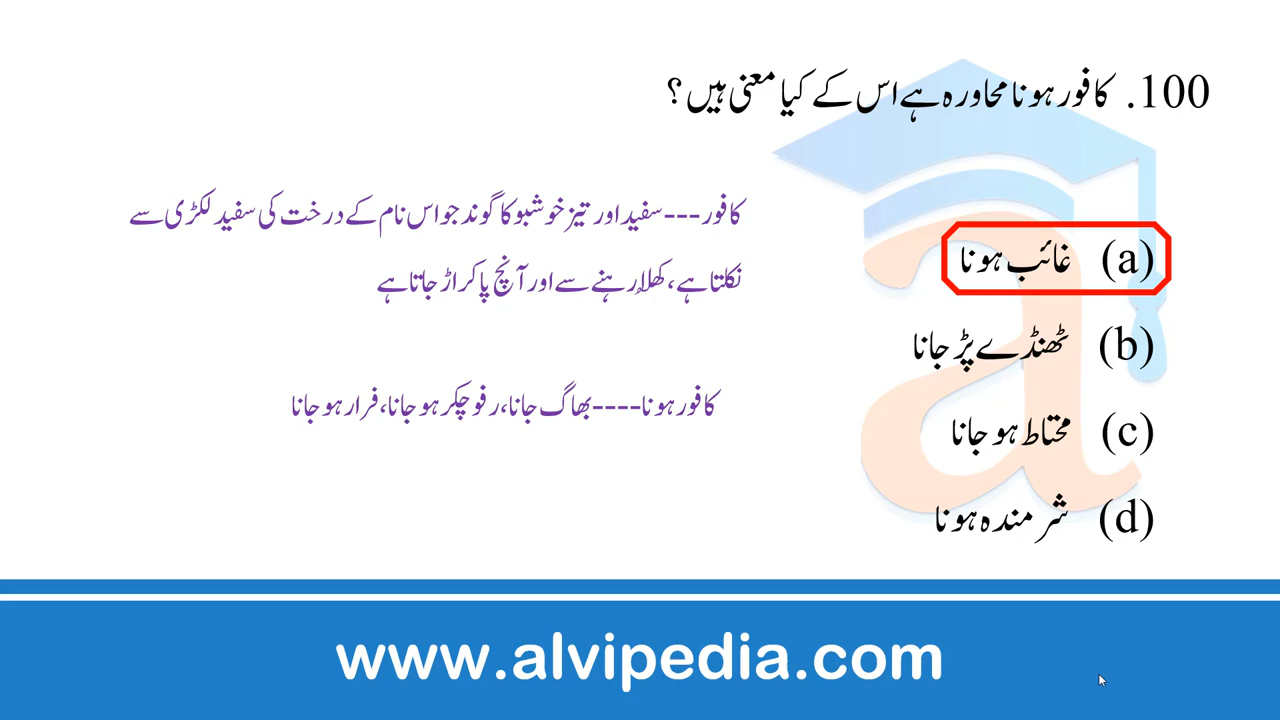 100. کافور ہونا محاورہ ہے اس کے کیا معنی ہیں؟
(a) غائب ہونا
(b) ٹھنڈے پڑ جانا
(c) محتاط ہو جانا
(d) شرمندہ ہونا
کافور---سفید اور تیز خوشبو کا گوند جو اس نام کے درخت کی سفید لکڑی سے
نکلتا ہے، کھلا رہنے سے اور آنچ پا کر اڑ جاتا ہے
کافور ہونا----بھاگ جانا، رفو چکر ہو جانا، فرار ہو جانا
www.alvipedia.com